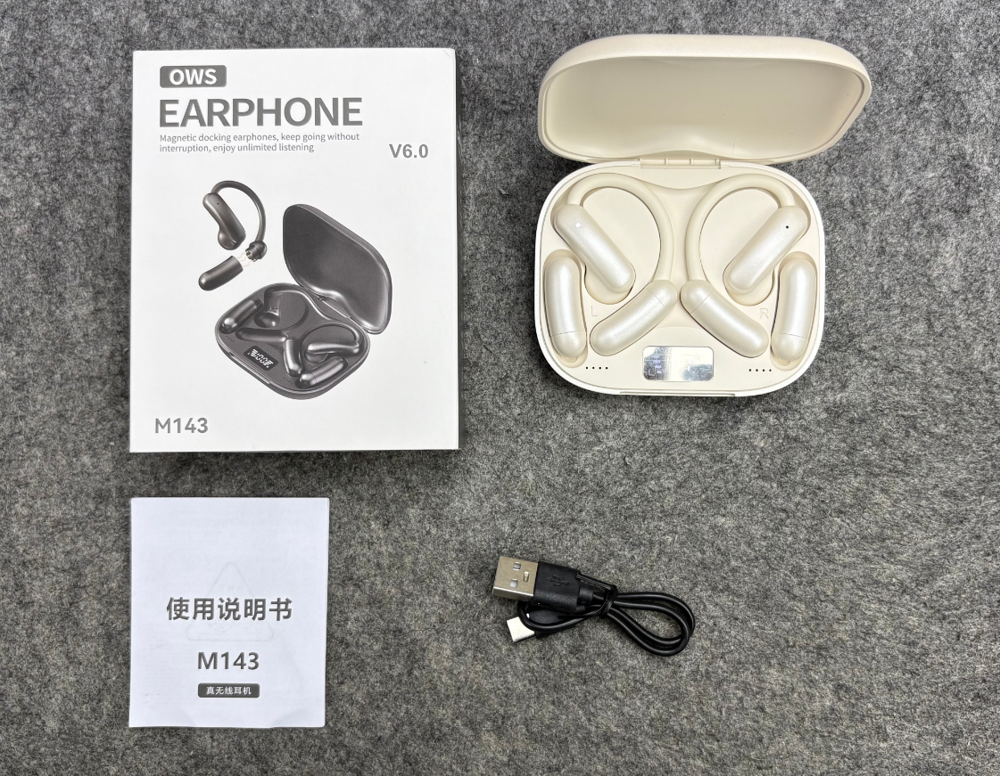 OWS
EARPHONE
Magnetic docking earphones, keep going without
interruption, enjoy unlimited listening
V6.0
M143
L
R
使用说明书
M143
真无线耳机